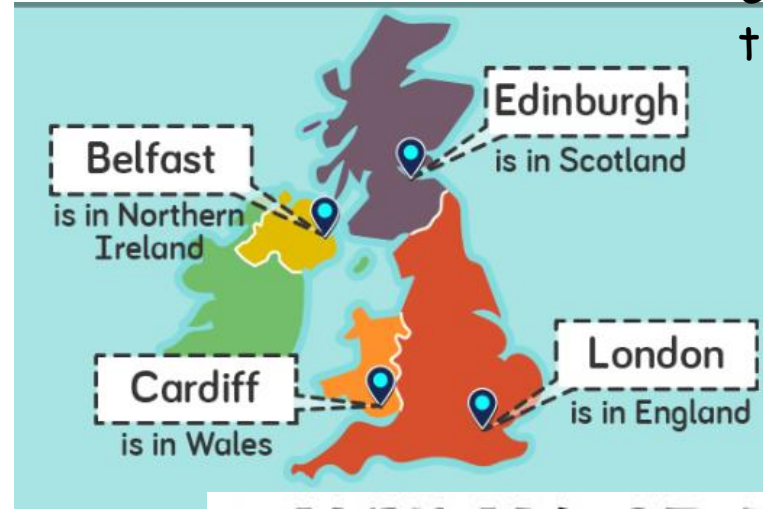 Edinburgh
is in Scotland
Belfast
is in Northern
Ireland
London
is in England
Cardiff
is in Wales